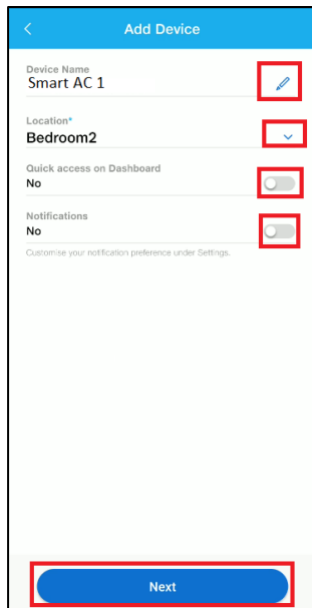 Add Device
Device Name
Smart AC 1
Location*
Bedroom2
Quick access on Dashboard
No
Notifications
No
Customise your notification preference under Settings.
Next